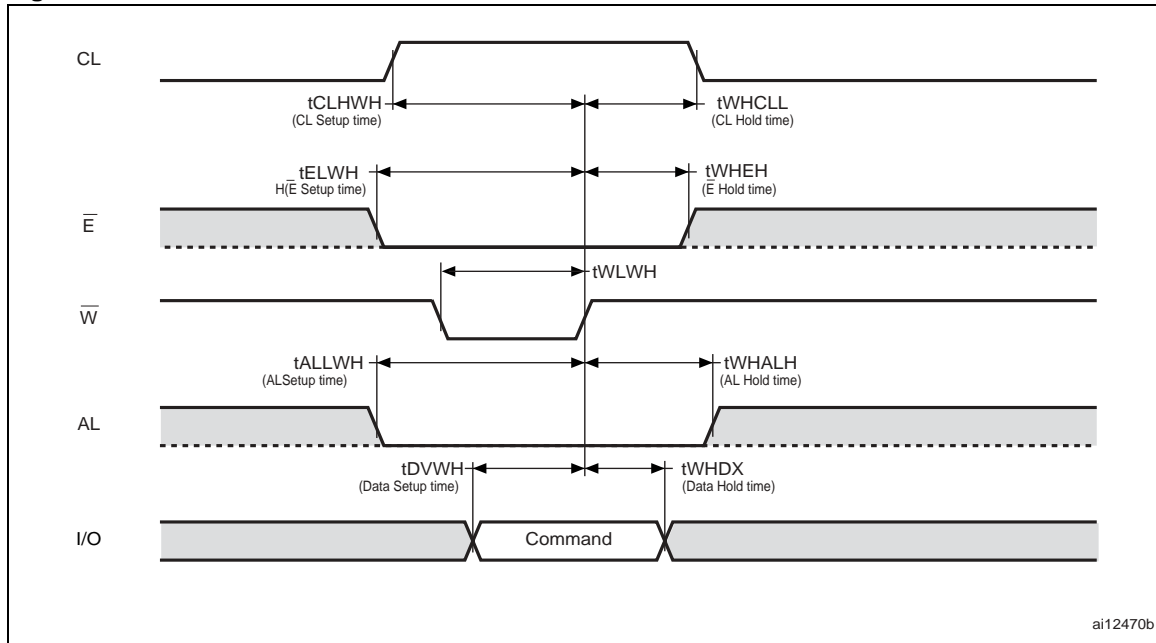 CL
tCLHWH
(CL Setup time)
tWHCLL
(CL Hold time)
tELWH
H(E̅ Setup time)
tWHEH
(E̅ Hold time)
E̅
tWLWH
W̅
tALLWH
(ALSetup time)
tWHALH
(AL Hold time)
AL
tDVWH
(Data Setup time)
tWHDX
(Data Hold time)
I/O
Command
ai12470b